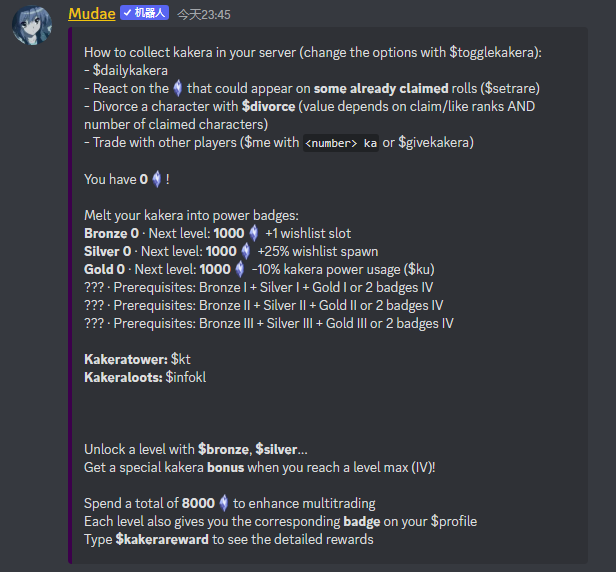 Mudae ✓ 机器人 今天23:45
How to collect kakera in your server (change the options with $togglekakera):
- $dailykakera
- React on the that could appear on some already claimed rolls ($setrare)
- Divorce a character with $divorce (value depends on claim/like ranks AND
number of claimed characters)
- Trade with other players ($me with <number> ka or $givekakera)
You have 0 !
Melt your kakera into power badges:
Bronze 0 · Next level: 1000 +1 wishlist slot
Silver 0 · Next level: 1000 +25% wishlist spawn
Gold 0 · Next level: 1000 -10% kakera power usage ($ku)
??? · Prerequisites: Bronze I + Silver I + Gold I or 2 badges IV
??? · Prerequisites: Bronze II + Silver II + Gold II or 2 badges IV
??? · Prerequisites: Bronze III + Silver III + Gold III or 2 badges IV
Kakeratower: $kt
Kakeraloots: $infokl
Unlock a level with $bronze, $silver...
Get a special kakera bonus when you reach a level max (IV)!
Spend a total of 8000 to enhance multitrading
Each level also gives you the corresponding badge on your $profile
Type $kakerareward to see the detailed rewards